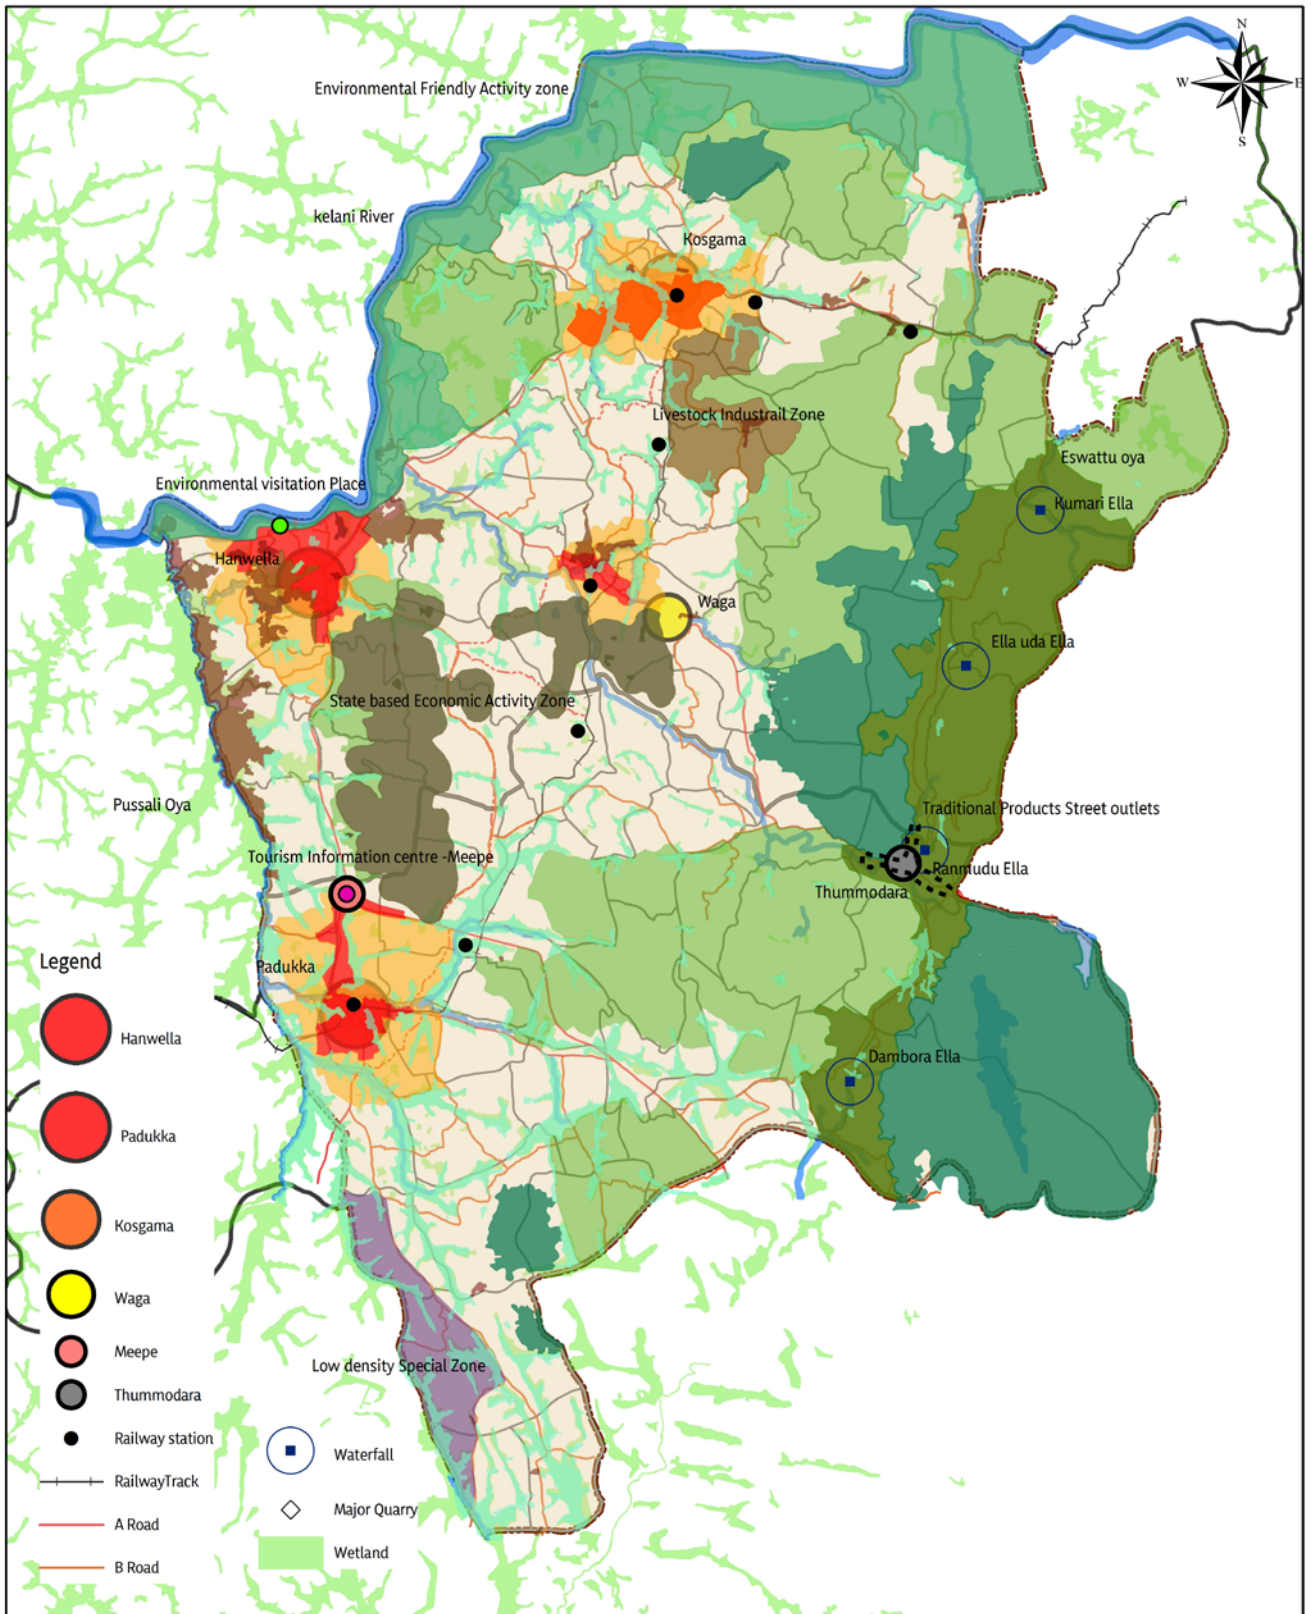 N
W
E
S
Environmental Friendly Activity zone
kelani River
Kosgama
Livestock Industrail Zone
Eswattu oya
Environmental visitation Place
Kumari Ella
Hanwella
Waga
Ella uda Ella
State based Economic Activity Zone
Pussali Oya
Traditional Products Street outlets
Tourism Information centre -Meepe
Ranmudu Ella
Thummodara
Padukka
Dambora Ella
Low density Special Zone
Legend
Hanwella
Padukka
Kosgama
Waga
Meepe
Thummodara
Railway station
RailwayTrack
A Road
B Road
Waterfall
Major Quarry
Wetland